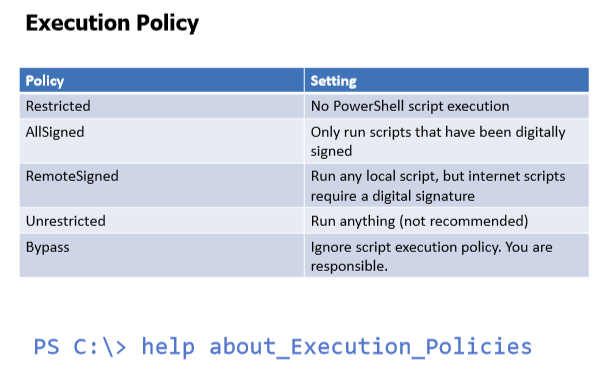 Execution Policy
Policy Setting
Restricted No PowerShell script execution
AllSigned Only run scripts that have been digitally
signed
RemoteSigned Run any local script, but internet scripts
require a digital signature
Unrestricted Run anything (not recommended)
Bypass Ignore script execution policy. You are
responsible.
PS C:\> help about_Execution_Policies